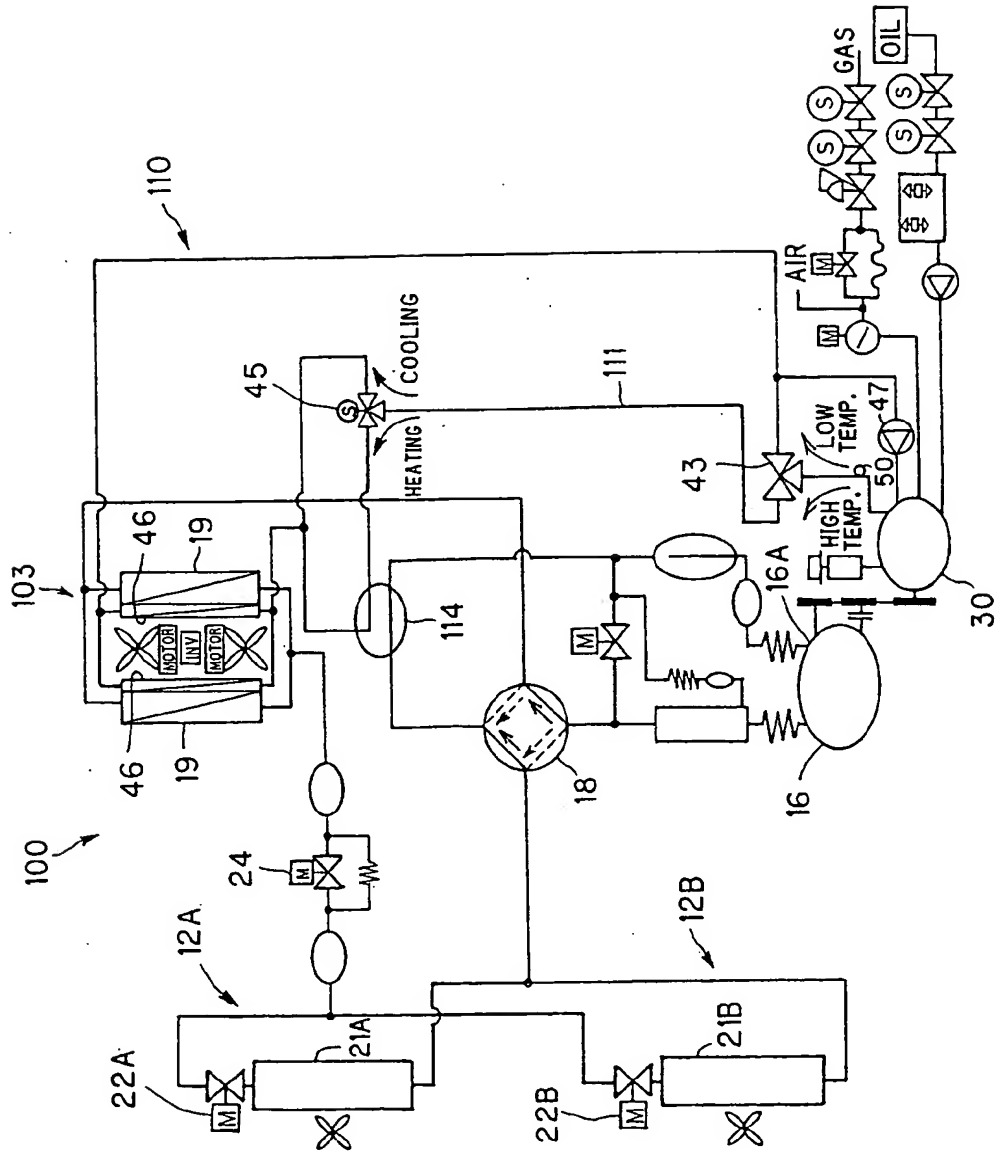 100
103
46
46
19
19
MOTOR
INV
MOTOR
110
45
S
COOLING
HEATING
111
114
24
M
12A
22A
M
21A
12B
22B
M
21B
18
M
16
16A
43
HIGH
TEMP.
LOW
TEMP.
50
47
30
AIR
M
M
S
S
GAS
S
S
OIL